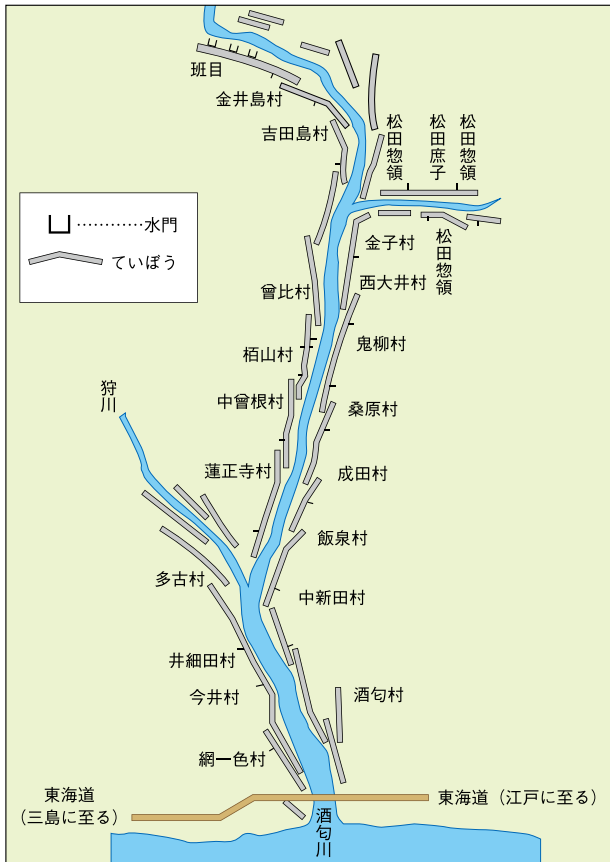 班目
金井島村
吉田島村
松田惣領
松田庶子
松田惣領
…………水門
ていぼう
金子村
松田惣領
西大井村
曾比村
鬼柳村
栢山村
狩川
中曾根村
桑原村
蓮正寺村
成田村
飯泉村
多古村
中新田村
井細田村
今井村
酒匂村
網一色村
東海道
（三島に至る）
東海道（江戸に至る）
酒匂川